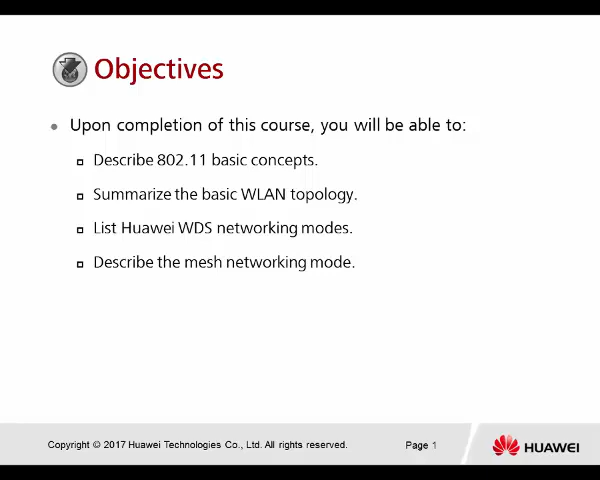 Objectives
Upon completion of this course, you will be able to:
Describe 802.11 basic concepts.
Summarize the basic WLAN topology.
List Huawei WDS networking modes.
Describe the mesh networking mode.
Copyright © 2017 Huawei Technologies Co., Ltd. All rights reserved.
Page 1
HUAWEI